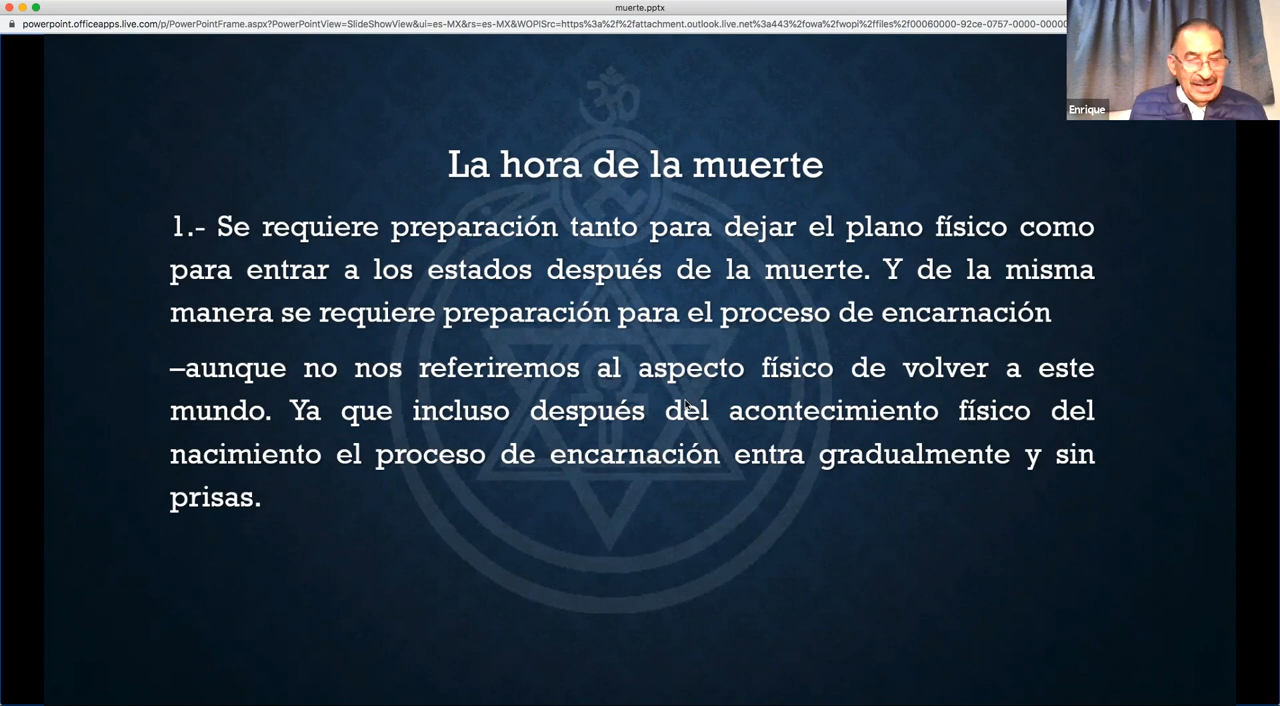 muerte.pptx
powerpoint.officeapps.live.com/p/PowerPointFrame.aspx?PowerPointView=SlideShowView&ui=es-MX&rs=es-MX&WOPISrc=https%3a%2f%2fattachment.outlook.live.net%3a443%2fowa%2fwopi%2ffiles%2f00060000-92ce-0757-0000-00000
Enrique
ॐ
La hora de la muerte
1.- Se requiere preparación tanto para dejar el plano físico como
para entrar a los estados después de la muerte. Y de la misma
manera se requiere preparación para el proceso de encarnación
–aunque no nos referiremos al aspecto físico de volver a este
mundo. Ya que incluso después del acontecimiento físico del
nacimiento el proceso de encarnación entra gradualmente y sin
prisas.